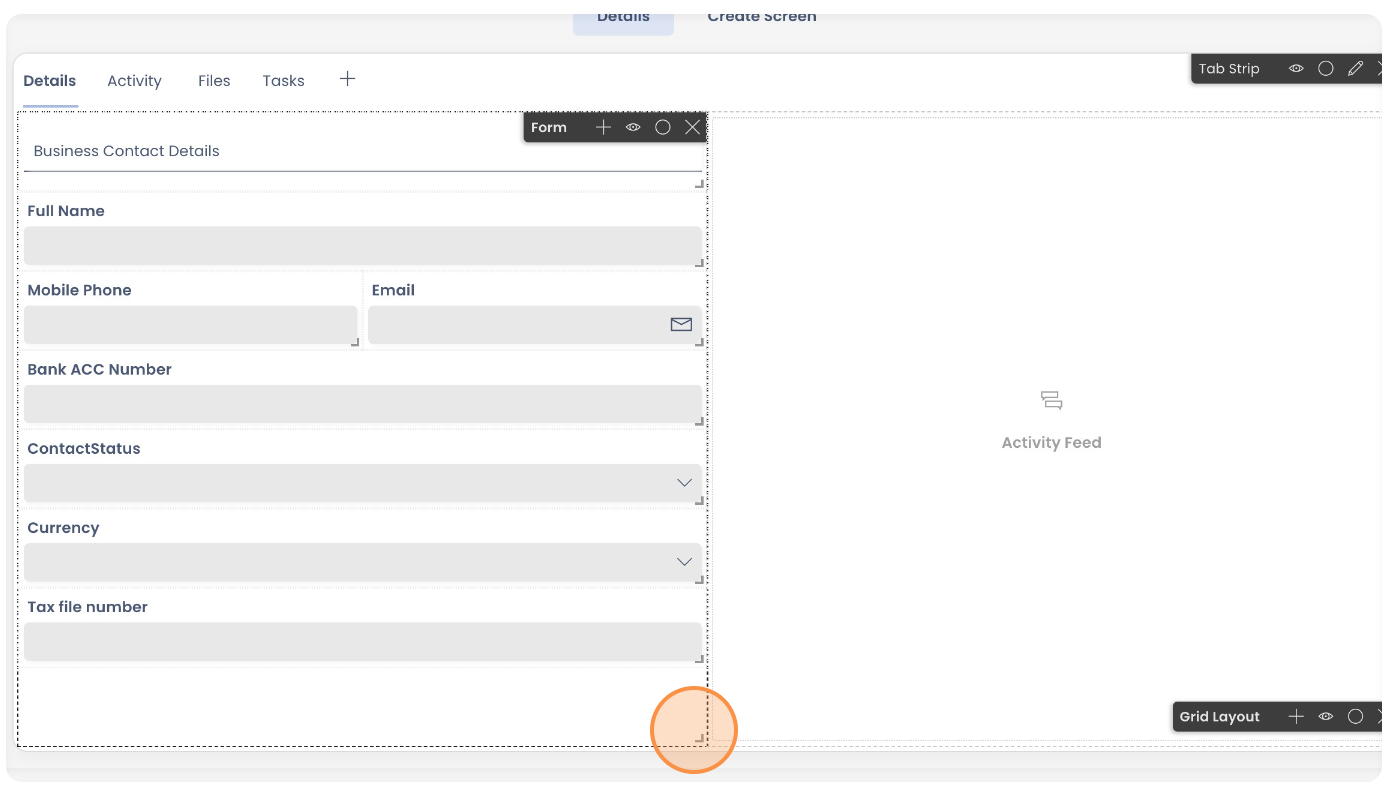 Details Create Screen
Details Activity Files Tasks
Tab Strip
Form
Business Contact Details
Full Name
Mobile Phone Email
Bank ACC Number
ContactStatus
Activity Feed
Currency
Tax file number
Grid Layout